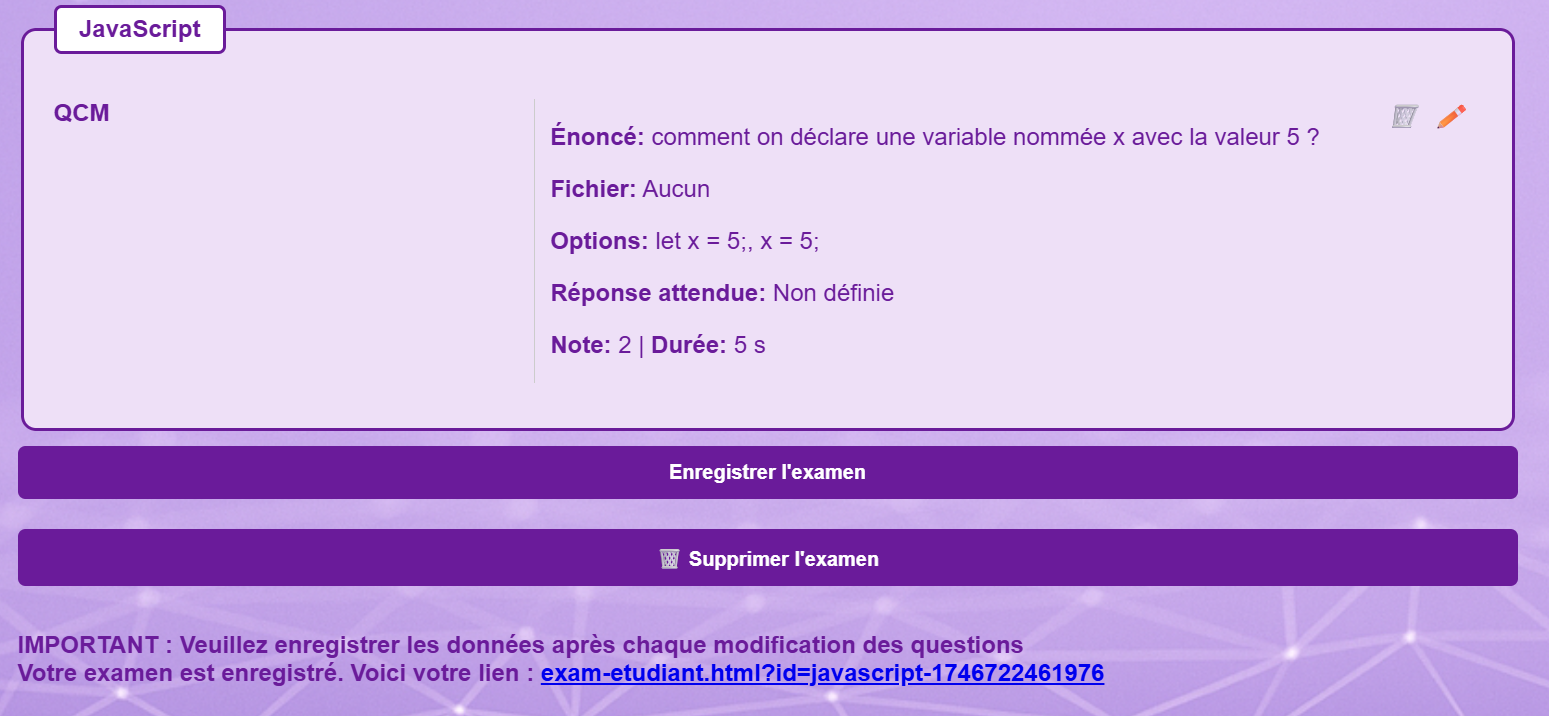 JavaScript
QCM
Énoncé: comment on déclare une variable nommée x avec la valeur 5 ?
Fichier: Aucun
Options: let x = 5;, x = 5;
Réponse attendue: Non définie
Note: 2 | Durée: 5 s
Enregistrer l'examen
Supprimer l'examen
IMPORTANT : Veuillez enregistrer les données après chaque modification des questions
Votre examen est enregistré. Voici votre lien : exam-etudiant.html?id=javascript-1746722461976